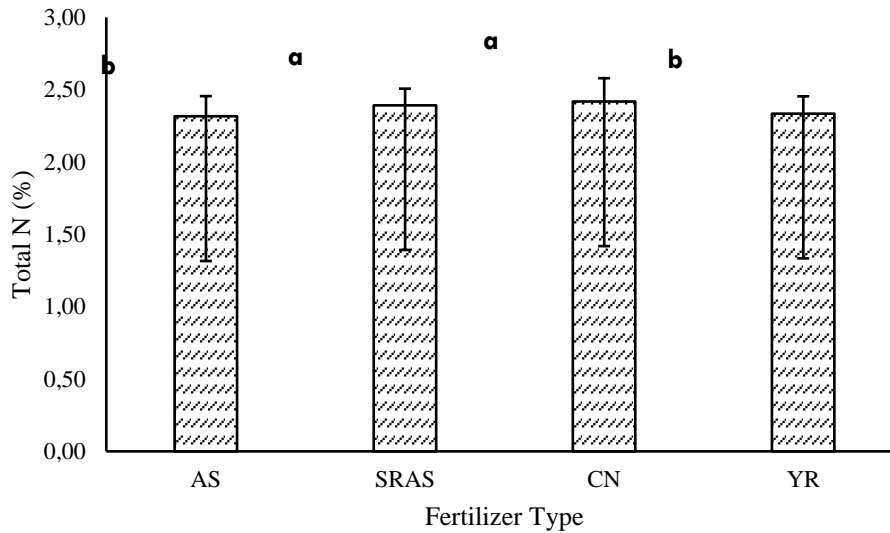 3,00
2,50
2,00
1,50
1,00
0,50
0,00
Total N (%)
b
a
a
b
AS
SRAS
CN
YR
Fertilizer Type